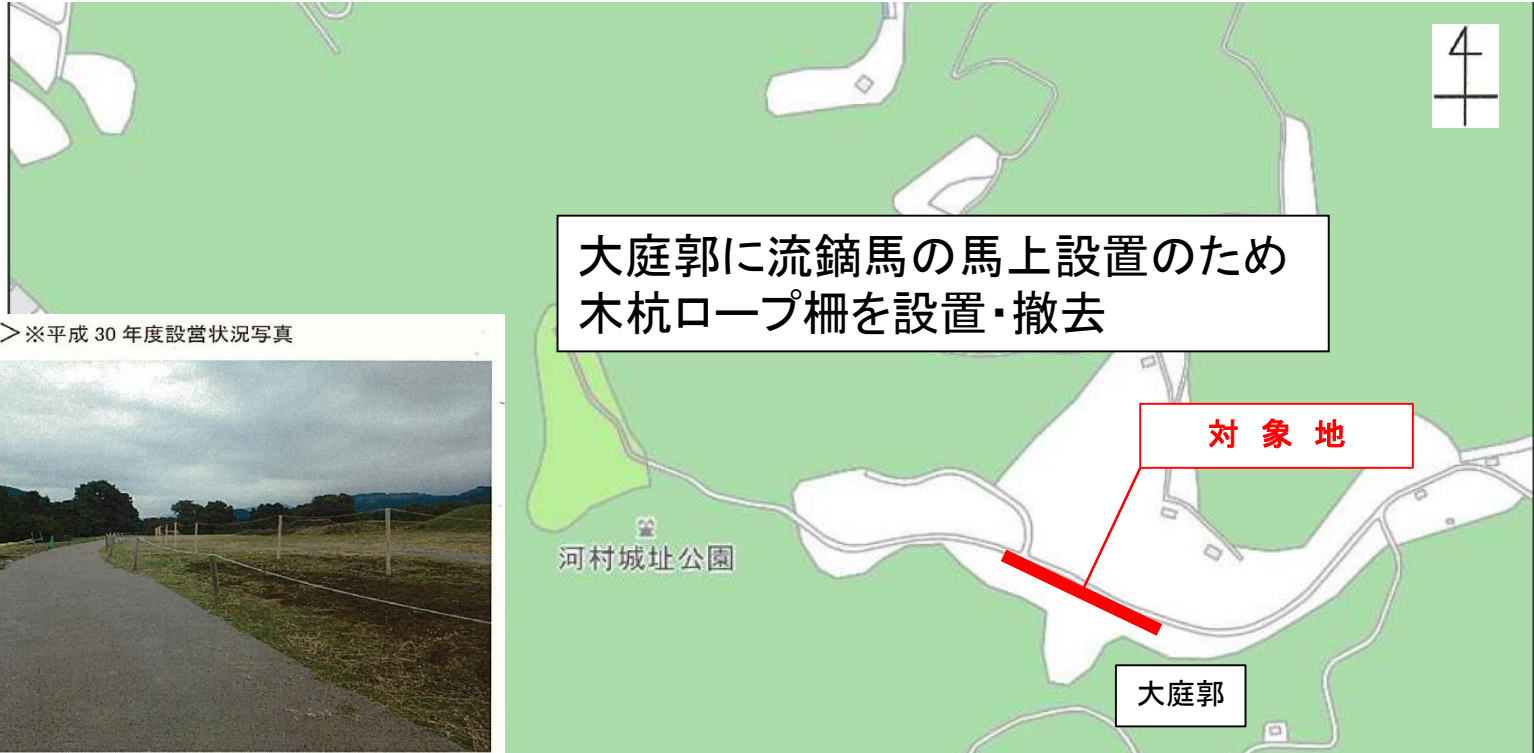 大庭郭に流鏑馬の馬上設置のため
木杭ロープ柵を設置・撤去
＞※平成 30 年度設営状況写真
対 象 地
河村城址公園
大庭郭